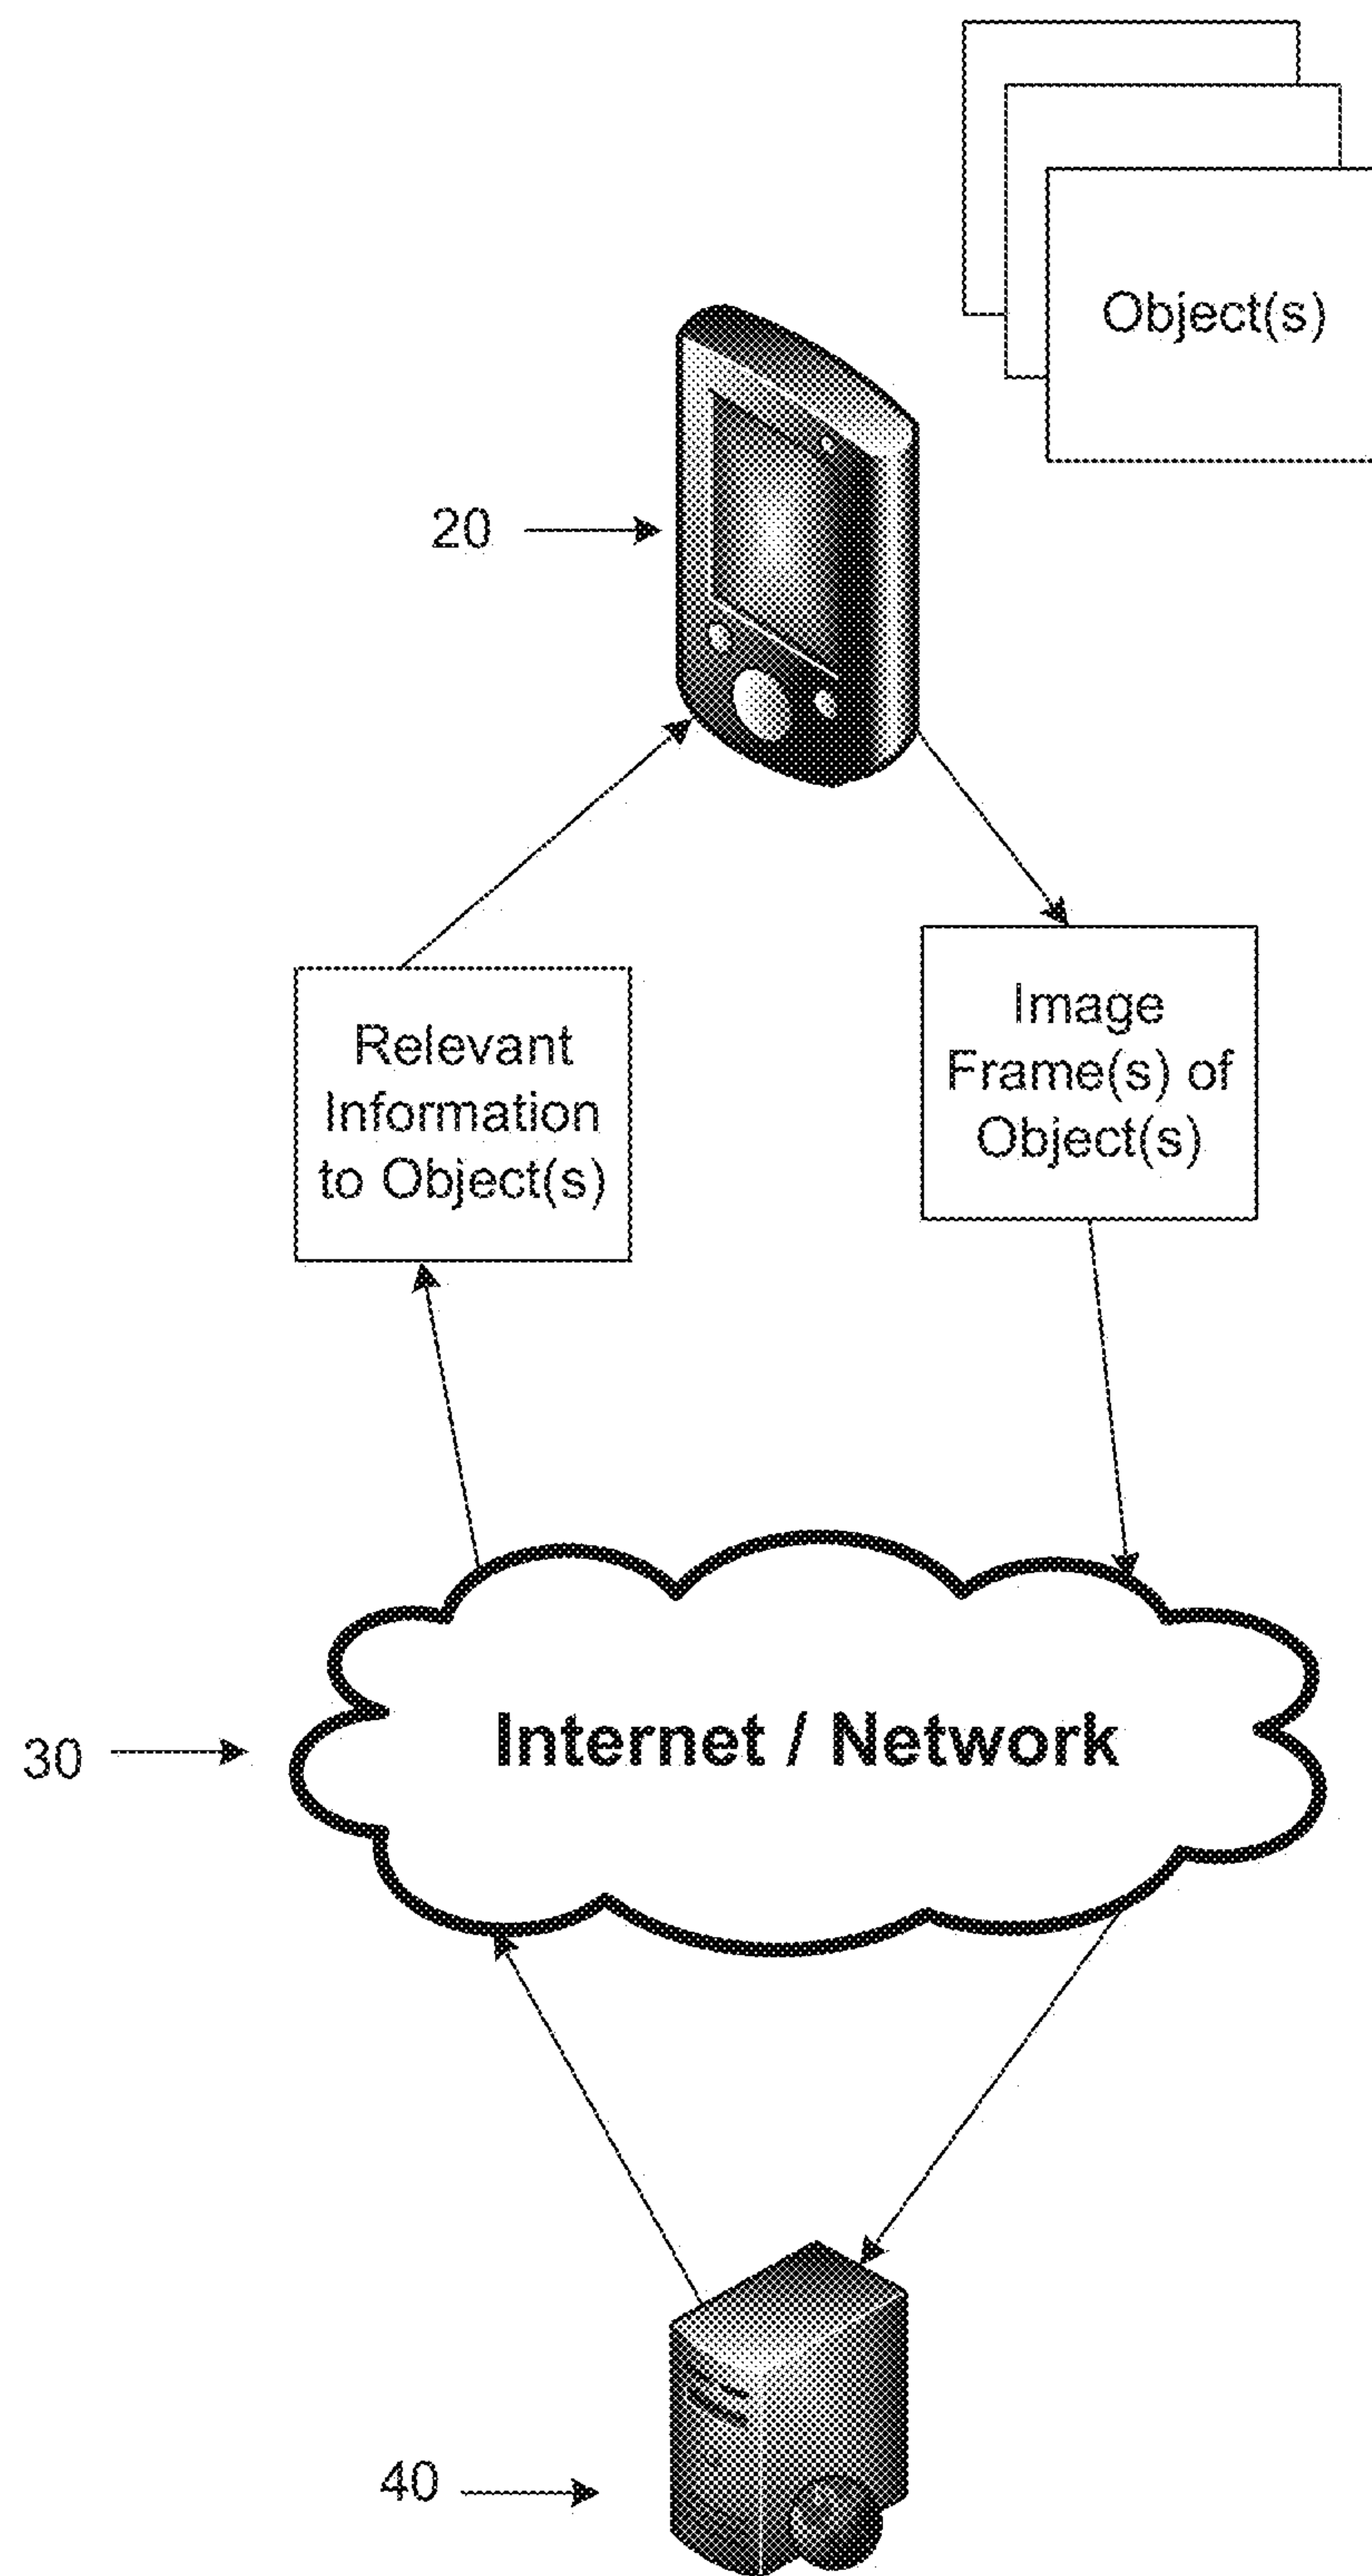 Object(s)
20
Image
Frame(s) of
Object(s)
Relevant
Information
to Object(s)
Internet / Network
30
40